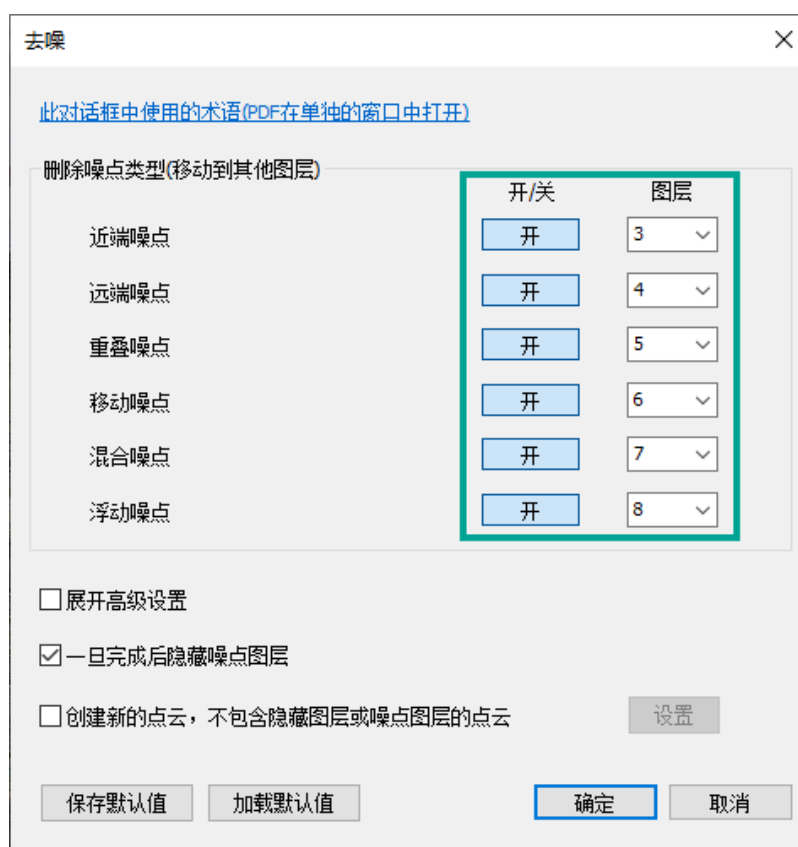 去噪
此对话框中使用的术语(PDF在单独的窗口中打开)
删除噪点类型(移动到其他图层)
开/关 图层
近端噪点 开 3
远端噪点 开 4
重叠噪点 开 5
移动噪点 开 6
混合噪点 开 7
浮动噪点 开 8
展开高级设置
一旦完成后隐藏噪点图层
创建新的点云，不包含隐藏图层或噪点图层的点云 设置
保存默认值 加载默认值 确定 取消